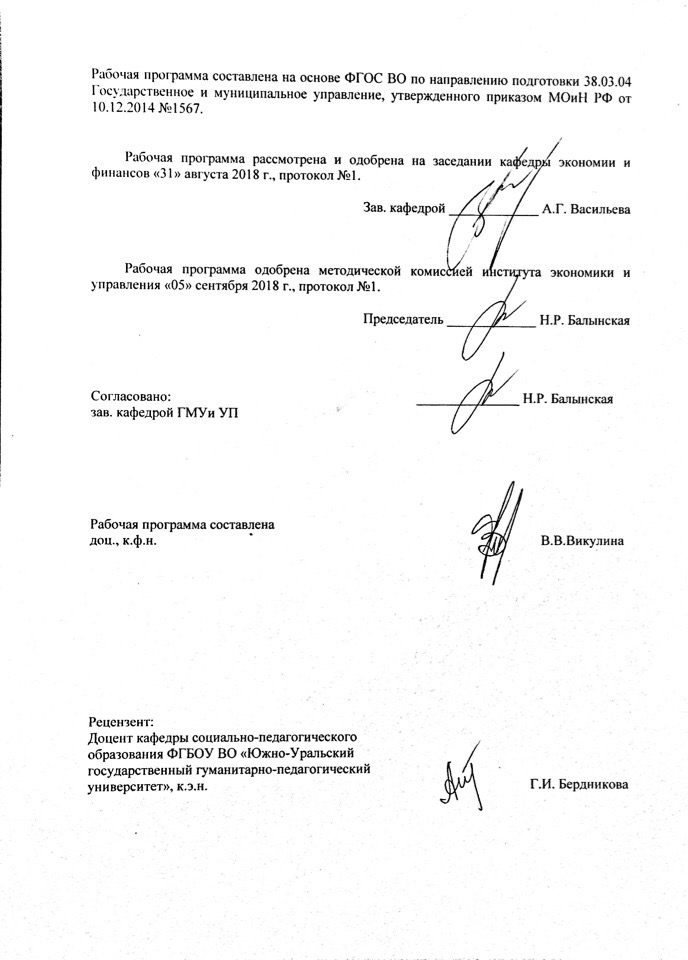 Рабочая программа составлена на основе ФГОС ВО по направлению подготовки 38.03.04
Государственное и муниципальное управление, утвержденного приказом МОиН РФ от
10.12.2014 №1567.
Рабочая программа рассмотрена и одобрена на заседании кафедры экономии и
финансов «31» августа 2018 г., протокол №1.
Зав. кафедрой _____________ А.Г. Васильева
Рабочая программа одобрена методической комиссией института экономики и
управления «05» сентября 2018 г., протокол №1.
Председатель _____________ Н.Р. Балынская
Согласовано:
зав. кафедрой ГМУи УП
_______________ Н.Р. Балынская
Рабочая программа составлена
доц., к.ф.н. В.В.Викулина
Рецензент:
Доцент кафедры социально-педагогического
образования ФГБОУ ВО «Южно-Уральский
государственный гуманитарно-педагогический
университет», к.э.н. Г.И. Бердникова